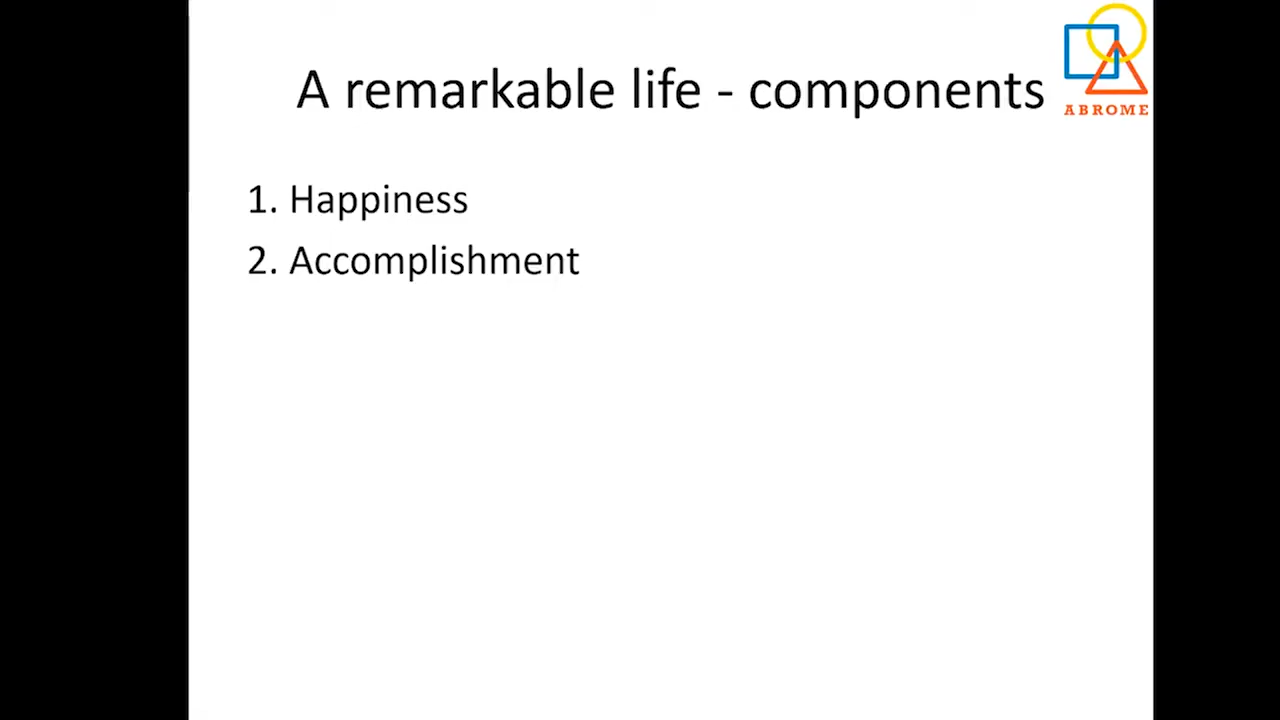 A remarkable life - components
ABROME
1. Happiness
2. Accomplishment